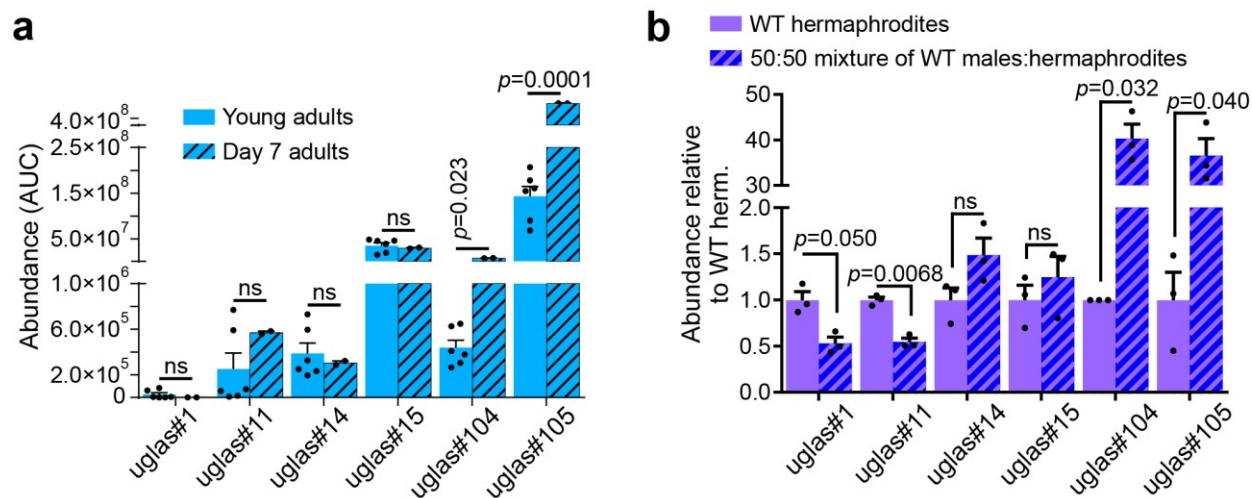 a
Abundance (AUC)
4.0×10⁸
2.5×10⁸
1.5×10⁸
5.0×10⁷
1.0×10⁶
6.0×10⁵
2.0×10⁵
0
Young adults
Day 7 adults
ns
ns
ns
ns
p=0.023
p=0.0001
uglas#1
uglas#11
uglas#14
uglas#15
uglas#104
uglas#105
b
WT hermaphrodites
50:50 mixture of WT males:hermaphrodites
Abundance relative
to WT herm.
50
40
30
2.0
1.5
1.0
0.5
0.0
p=0.050
p=0.0068
ns
ns
p=0.032
p=0.040
uglas#1
uglas#11
uglas#14
uglas#15
uglas#104
uglas#105